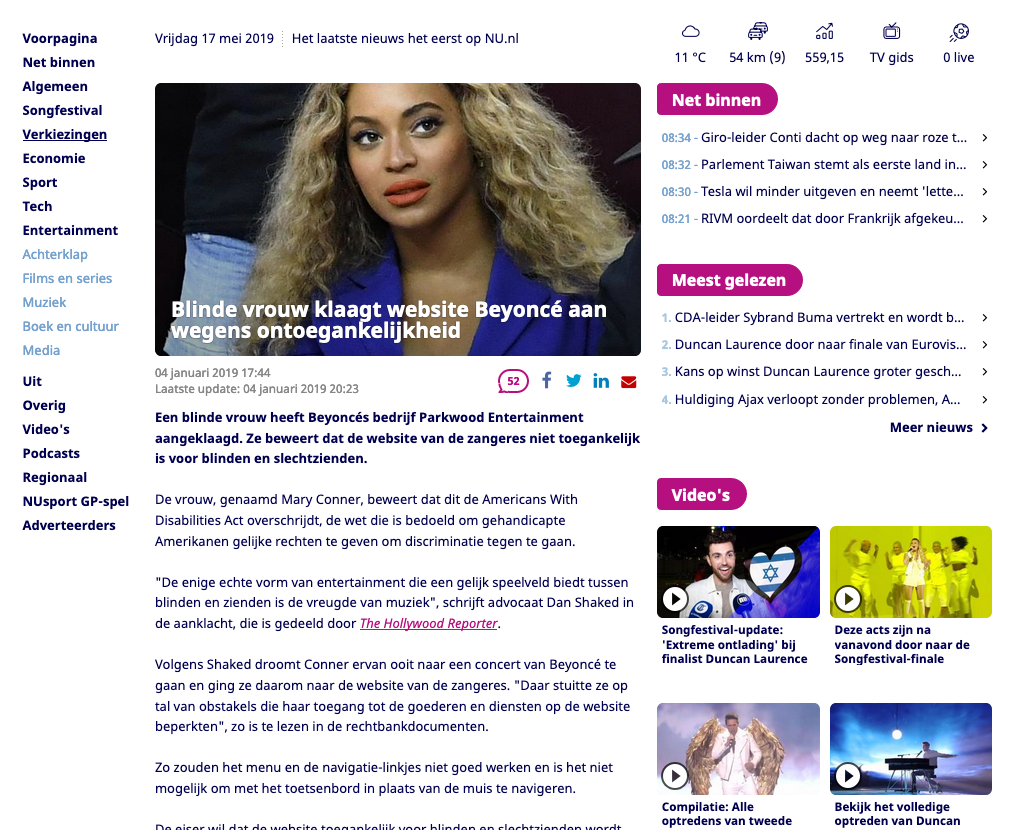 Voorpagina
Net binnen
Algemeen
Songfestival
Verkiezingen
Economie
Sport
Tech
Entertainment
Achterklap
Films en series
Muziek
Boek en cultuur
Media
Uit
Overig
Video's
Podcasts
Regionaal
NUsport GP-spel
Adverteerders
Vrijdag 17 mei 2019
Het laatste nieuws het eerst op NU.nl
11 °C
54 km (9)
559,15
TV gids
0 live
Blinde vrouw klaagt website Beyoncé aan
wegens ontoegankelijkheid
04 januari 2019 17:44
Laatste update: 04 januari 2019 20:23
52
Een blinde vrouw heeft Beyoncés bedrijf Parkwood Entertainment
aangeklaagd. Ze beweert dat de website van de zangeres niet toegankelijk
is voor blinden en slechtzienden.
De vrouw, genaamd Mary Conner, beweert dat dit de Americans With
Disabilities Act overschrijdt, de wet die is bedoeld om gehandicapte
Amerikanen gelijke rechten te geven om discriminatie tegen te gaan.
"De enige echte vorm van entertainment die een gelijk speelveld biedt tussen
blinden en zienden is de vreugde van muziek", schrijft advocaat Dan Shaked in
de aanklacht, die is gedeeld door The Hollywood Reporter.
Volgens Shaked droomt Conner ervan ooit naar een concert van Beyoncé te
gaan en ging ze daarom naar de website van de zangeres. "Daar stuitte ze op
tal van obstakels die haar toegang tot de goederen en diensten op de website
beperkten", zo is te lezen in de rechtbankdocumenten.
Zo zouden het menu en de navigatie-linkjes niet goed werken en is het niet
mogelijk om met het toetsenbord in plaats van de muis te navigeren.
De eiser wil dat de website toegankelijk voor blinden en slechtzienden wordt
Net binnen
08:34 - Giro-leider Conti dacht op weg naar roze t...
08:32 - Parlement Taiwan stemt als eerste land in...
08:30 - Tesla wil minder uitgeven en neemt 'lette...
08:21 - RIVM oordeelt dat door Frankrijk afgekeu...
Meest gelezen
1. CDA-leider Sybrand Buma vertrekt en wordt b...
2. Duncan Laurence door naar finale van Eurovis...
3. Kans op winst Duncan Laurence groter gesch...
4. Huldiging Ajax verloopt zonder problemen, A...
Meer nieuws
Video's
Songfestival-update:
'Extreme ontlading' bij
finalist Duncan Laurence
Deze acts zijn na
vanavond door naar de
Songfestival-finale
Compilatie: Alle
optredens van tweede
Bekijk het volledige
optreden van Duncan